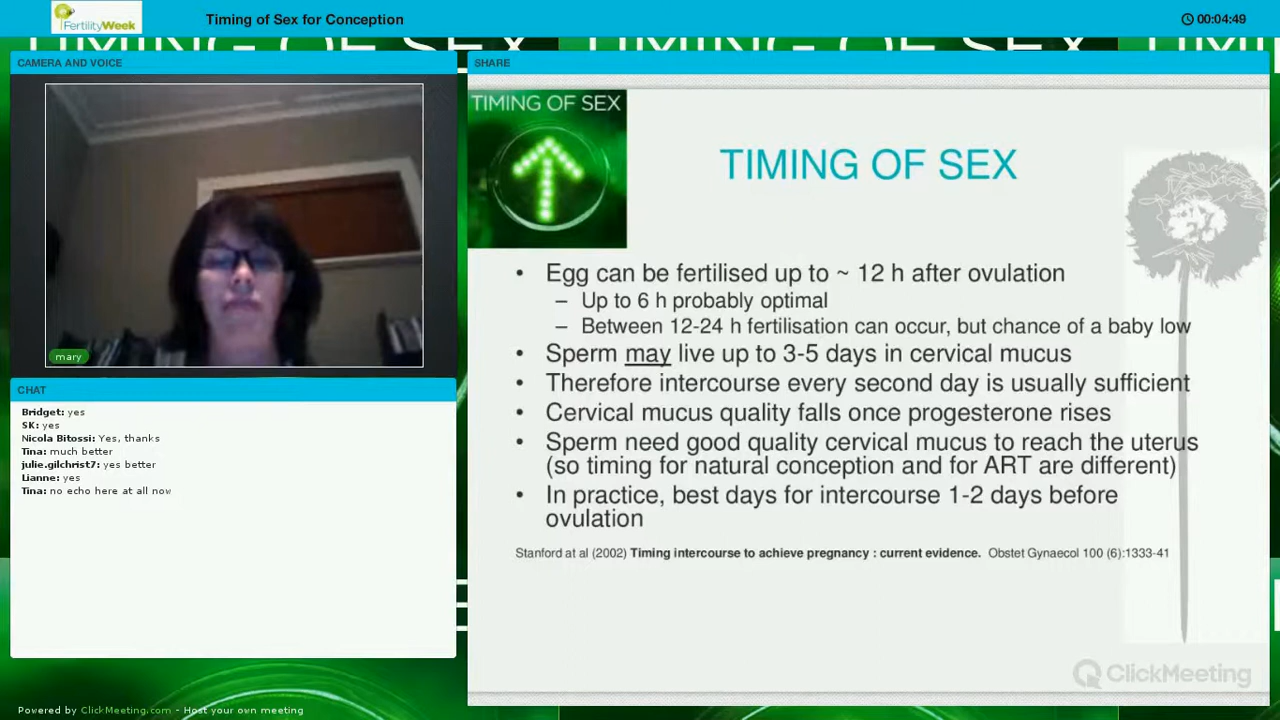 FertilityWeek
Timing of Sex for Conception
00:04:49
TIMING OF SEX
TIMING OF SEX
CAMERA AND VOICE
mary
CHAT
Bridget: yes
SK: yes
Nicola Bitossi: Yes, thanks
Tina: much better
julie.gilchrist7: yes better
Lianne: yes
Tina: no echo here at all now
SHARE
TIMING OF SEX
TIMING OF SEX
• Egg can be fertilised up to ~ 12 h after ovulation
– Up to 6 h probably optimal
– Between 12-24 h fertilisation can occur, but chance of a baby low
• Sperm may live up to 3-5 days in cervical mucus
• Therefore intercourse every second day is usually sufficient
• Cervical mucus quality falls once progesterone rises
• Sperm need good quality cervical mucus to reach the uterus
(so timing for natural conception and for ART are different)
• In practice, best days for intercourse 1-2 days before
ovulation
Stanford at al (2002) Timing intercourse to achieve pregnancy : current evidence. Obstet Gynaecol 100 (6):1333-41
ClickMeeting
Powered by ClickMeeting.com - Host your own meeting